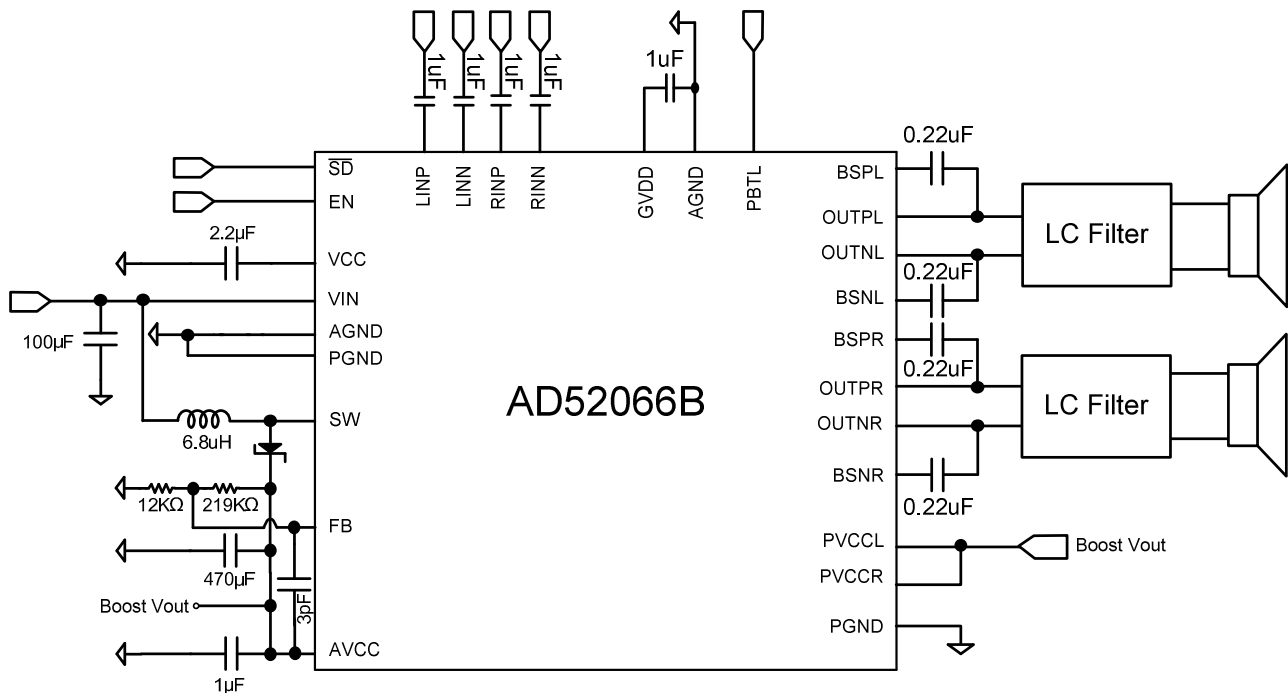 1uF
1uF
1uF
1uF
1uF
LINP
LINN
RINP
RINN
GVDD
AGND
PBTL
SD
EN
2.2µF
VCC
VIN
100µF
AGND
PGND
SW
6.8uH
12KΩ
219KΩ
FB
470µF
Boost Vout
3pF
AVCC
1µF
AD52066B
0.22uF
BSPL
OUTPL
LC Filter
OUTNL
0.22uF
BSNL
BSPR
0.22uF
OUTPR
LC Filter
OUTNR
BSNR
0.22uF
PVCCL
Boost Vout
PVCCR
PGND